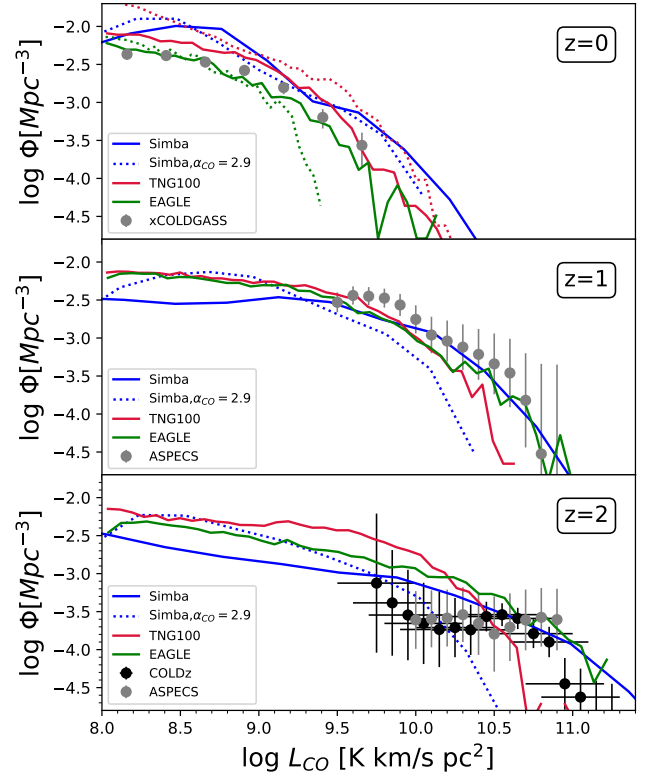 z=0
log Φ[Mpc⁻³]
−2.0
−2.5
−3.0
−3.5
−4.0
−4.5
Simba
Simba,α_CO = 2.9
TNG100
EAGLE
xCOLDGASS
z=1
log Φ[Mpc⁻³]
−2.0
−2.5
−3.0
−3.5
−4.0
−4.5
Simba
Simba,α_CO = 2.9
TNG100
EAGLE
ASPECS
z=2
log Φ[Mpc⁻³]
−2.0
−2.5
−3.0
−3.5
−4.0
−4.5
Simba
Simba,α_CO = 2.9
TNG100
EAGLE
COLDz
ASPECS
8.0 8.5 9.0 9.5 10.0 10.5 11.0
log L_CO [K km/s pc²]